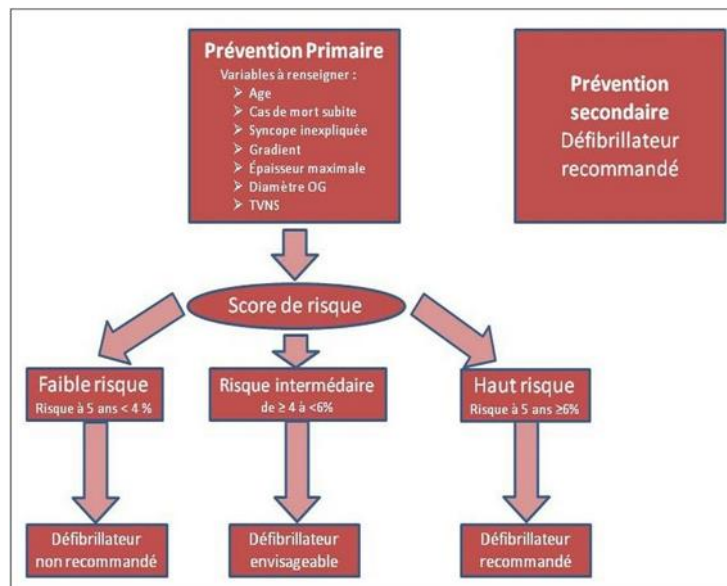 Prévention Primaire
Variables à renseigner :
➢ Age
➢ Cas de mort subite
➢ Syncope inexpliquée
➢ Gradient
➢ Épaisseur maximale
➢ Diamètre OG
➢ TVNS
Prévention
secondaire
Défibrillateur
recommandé
Score de risque
Faible risque
Risque à 5 ans < 4 %
Risque intermédaire
de ≥ 4 à <6%
Haut risque
Risque à 5 ans ≥6%
Défibrillateur
non recommandé
Défibrillateur
envisageable
Défibrillateur
recommandé